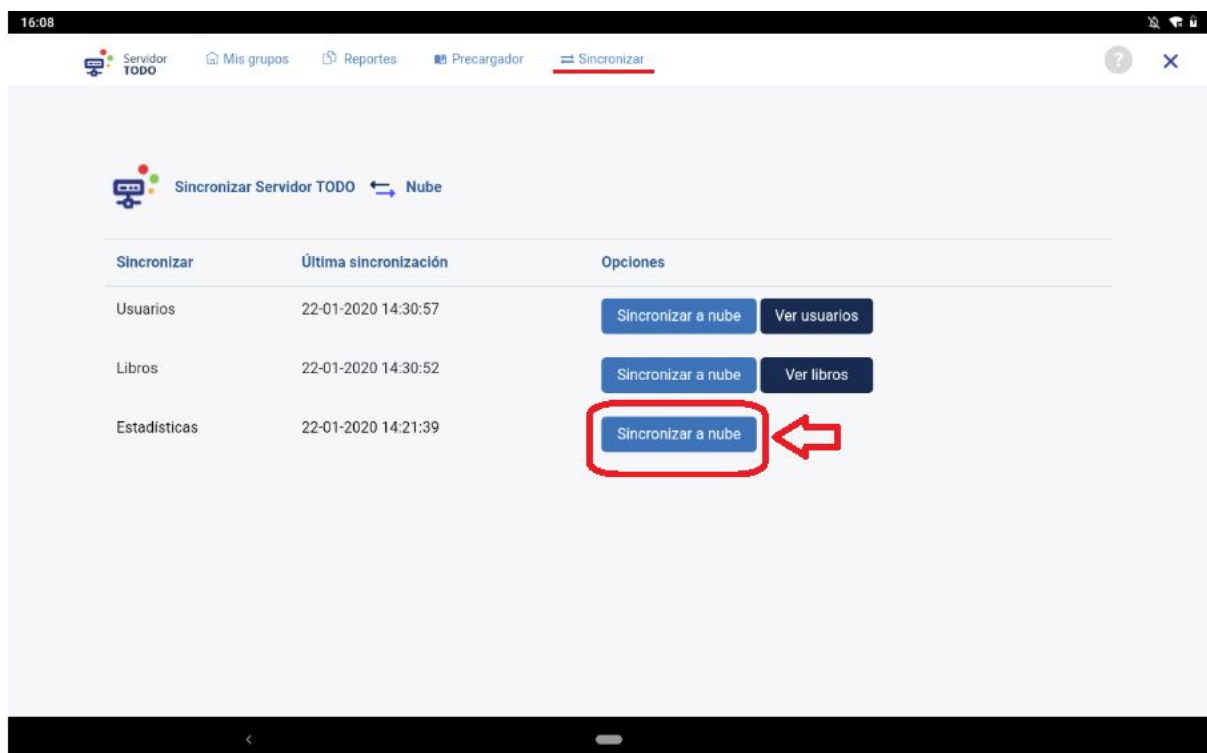 16:08
Servidor TODO
Mis grupos
Reportes
Precargador
Sincronizar
?
Sincronizar Servidor TODO Nube
Sincronizar Última sincronización Opciones
Usuarios 22-01-2020 14:30:57 Sincronizar a nube Ver usuarios
Libros 22-01-2020 14:30:52 Sincronizar a nube Ver libros
Estadísticas 22-01-2020 14:21:39 Sincronizar a nube